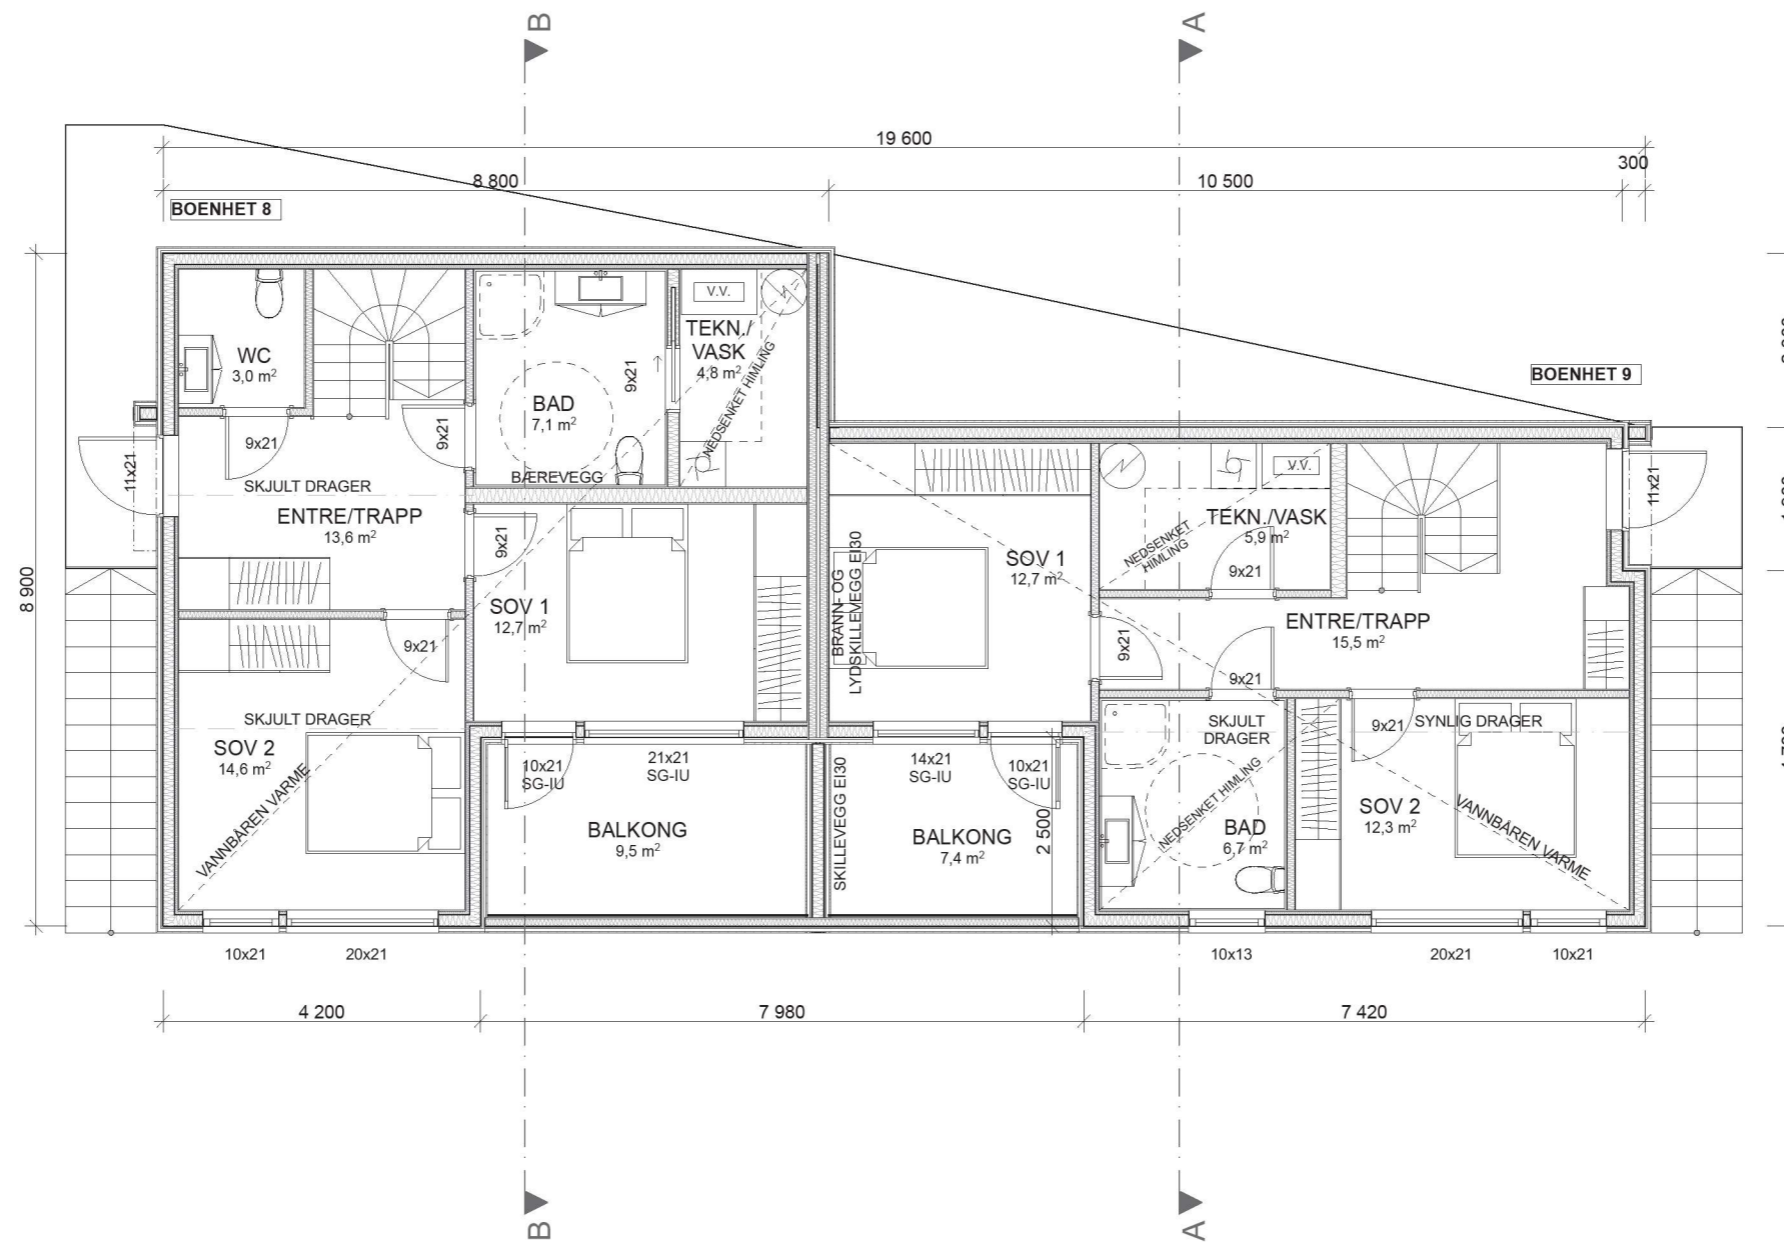 B
A
19 600
300
8 800
10 500
BOENHET 8
BOENHET 9
8 900
WC
3,0 m²
9x21
11x21
SKJULT DRAGER
ENTRE/TRAPP
13,6 m²
9x21
BAD
7,1 m²
9x21
BÆREVEGG
V.V.
TEKN./
VASK
4,8 m²
NEDSENKET HIMLING
9x21
SOV 1
12,7 m²
9x21
SKJULT DRAGER
SOV 2
14,6 m²
VANNBÅREN VARME
10x21
SG-IU
21x21
SG-IU
BALKONG
9,5 m²
BRANN- OG
LYDSKILLEVEGG EI30
SKILLEVEGG EI30
SOV 1
12,7 m²
14x21
SG-IU
10x21
SG-IU
BALKONG
7,4 m²
2 500
V.V.
TEKN./VASK
5,9 m²
NEDSENKET
HIMLING
9x21
11x21
ENTRE/TRAPP
15,5 m²
9x21
9x21
SKJULT
DRAGER
NEDSENKET HIMLING
BAD
6,7 m²
9x21
SYNLIG DRAGER
SOV 2
12,3 m²
VANNBÅREN VARME
10x21
20x21
10x13
20x21
10x21
4 200
7 980
7 420
B
A